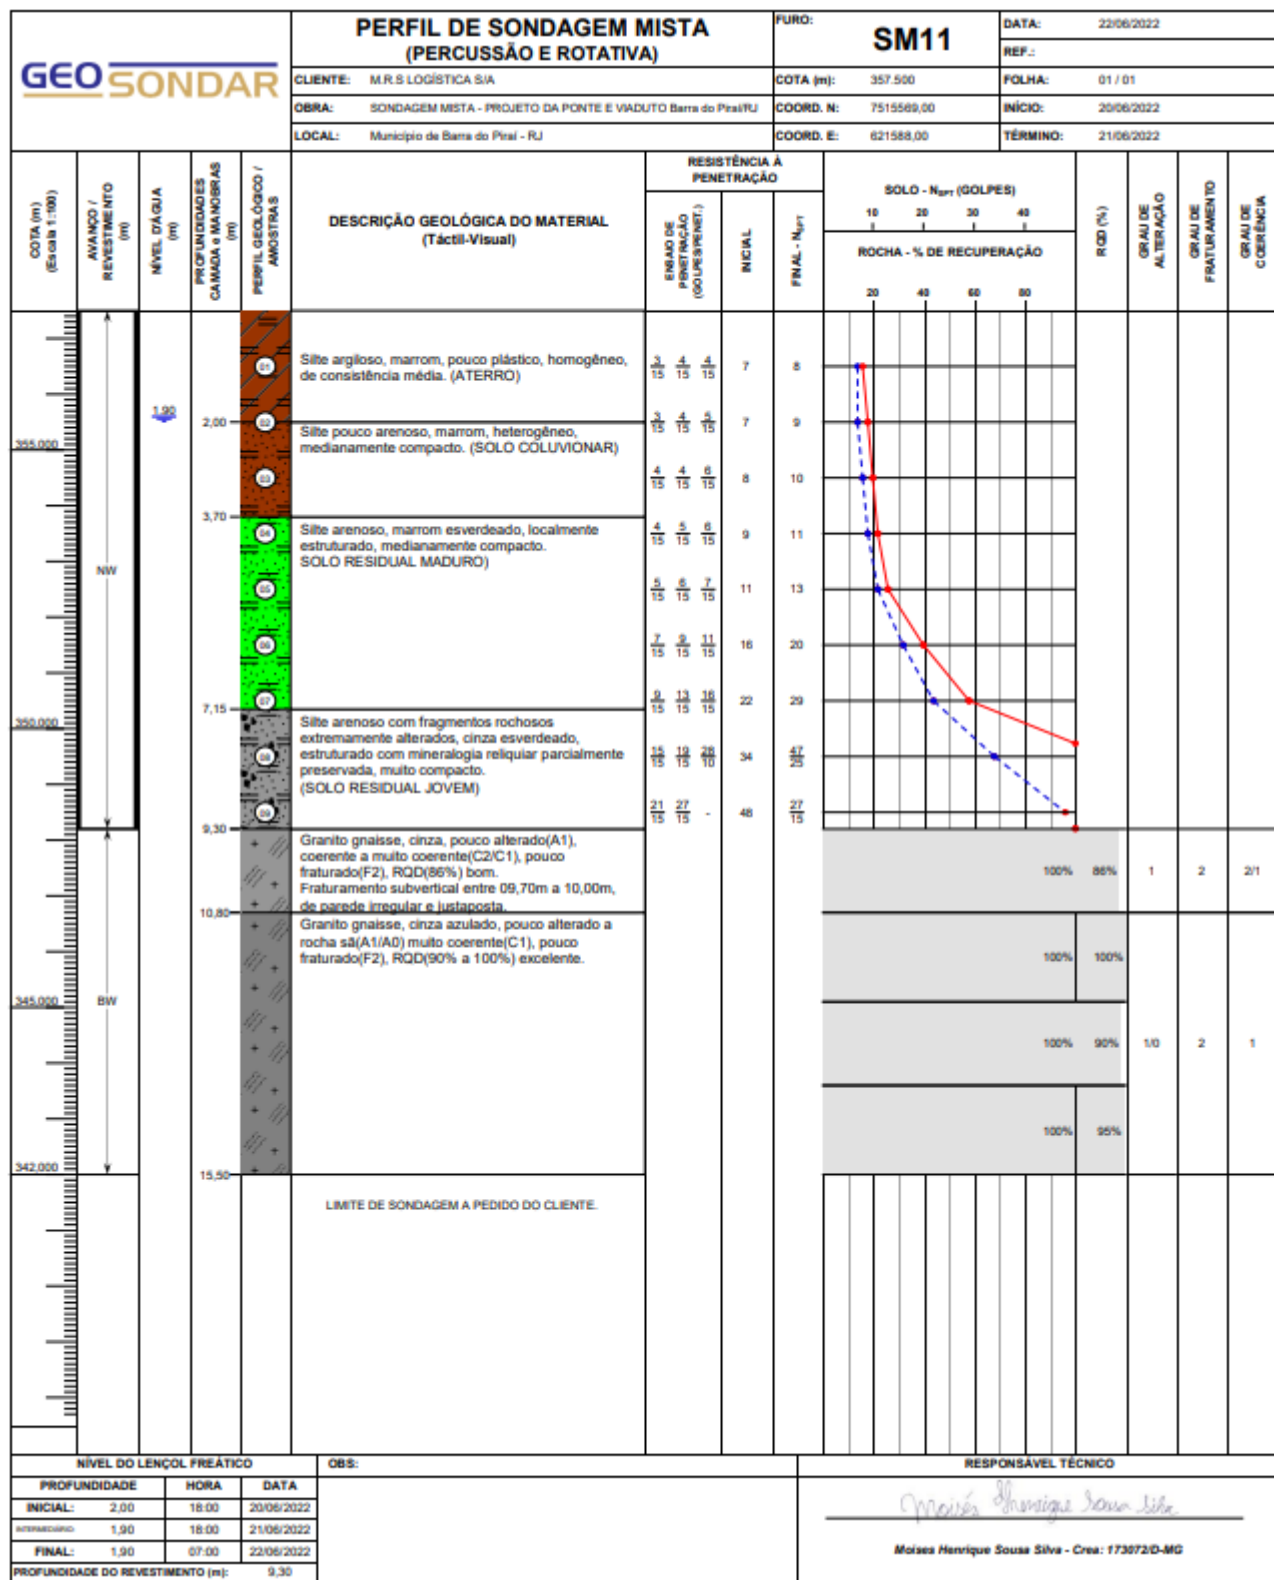 GEO SONDAR
PERFIL DE SONDAGEM MISTA
(PERCUSSÃO E ROTATIVA)
FURO: SM11
DATA: 22/06/2022
REF.:
CLIENTE: M.R.S LOGÍSTICA S/A
COTA (m): 357.500
FOLHA: 01 / 01
OBRA: SONDAGEM MISTA - PROJETO DA PONTE E VIADUTO Barra do Piraí/RJ
COORD. N: 7515569,00
INÍCIO: 20/06/2022
LOCAL: Município de Barra do Piraí - RJ
COORD. E: 621588,00
TÉRMINO: 21/06/2022
COTA (m)
(Escala 1:100)
AVANÇO /
REVESTIMENTO
(m)
NÍVEL D'ÁGUA
(m)
PROFUNDIDADES
CAMADA e MANOBRAS
(m)
PERFIL GEOLÓGICO /
AMOSTRAS
DESCRIÇÃO GEOLÓGICA DO MATERIAL
(Táctil-Visual)
RESISTÊNCIA À
PENETRAÇÃO
ENSAIO DE
PENETRAÇÃO
(GOLPES/PENET.)
INICIAL
FINAL - NSPT
SOLO - NSPT (GOLPES)
10 20 30 40
ROCHA - % DE RECUPERAÇÃO
20 40 60 80
RQD (%)
GRAU DE
ALTERAÇÃO
GRAU DE
FRATURAMENTO
GRAU DE
COERÊNCIA
01
Silte argiloso, marrom, pouco plástico, homogêneo,
de consistência média. (ATERRO)
3/15 4/15 4/15 7 8
1,90
2,00
02
3/15 4/15 5/15 7 9
Silte pouco arenoso, marrom, heterogêneo,
medianamente compacto. (SOLO COLUVIONAR)
355,000
03
4/15 4/15 6/15 8 10
3,70
Silte arenoso, marrom esverdeado, localmente
estruturado, medianamente compacto.
SOLO RESIDUAL MADURO)
04
4/15 5/15 6/15 9 11
NW
05
5/15 6/15 7/15 11 13
06
7/15 9/15 11/15 16 20
07
9/15 13/15 16/15 22 29
7,15
350,000
Silte arenoso com fragmentos rochosos
extremamente alterados, cinza esverdeado,
estruturado com mineralogia reliquiar parcialmente
preservada, muito compacto.
(SOLO RESIDUAL JOVEM)
08
15/15 19/15 28/10 34 47/25
09
21/15 27/15 - 48 27/15
9,30
Granito gnaisse, cinza, pouco alterado(A1),
coerente a muito coerente(C2/C1), pouco
fraturado(F2), RQD(86%) bom.
Fraturamento subvertical entre 09,70m a 10,00m,
de parede irregular e justaposta.
100% 86% 1 2 2/1
10,80
Granito gnaisse, cinza azulado, pouco alterado a
rocha sã(A1/A0) muito coerente(C1), pouco
fraturado(F2), RQD(90% a 100%) excelente.
100% 100%
345,000
BW
100% 90% 1/0 2 1
100% 95%
342,000
15,50
LIMITE DE SONDAGEM A PEDIDO DO CLIENTE.
NÍVEL DO LENÇOL FREÁTICO
PROFUNDIDADE HORA DATA
INICIAL: 2,00 18:00 20/06/2022
INTERMEDIÁRIO: 1,90 18:00 21/06/2022
FINAL: 1,90 07:00 22/06/2022
PROFUNDIDADE DO REVESTIMENTO (m): 9,30
OBS:
RESPONSÁVEL TÉCNICO
Moisés Henrique Sousa Silva
Moises Henrique Sousa Silva - Crea: 173072/D-MG